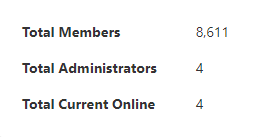 Total Members 8,611
Total Administrators 4
Total Current Online 4